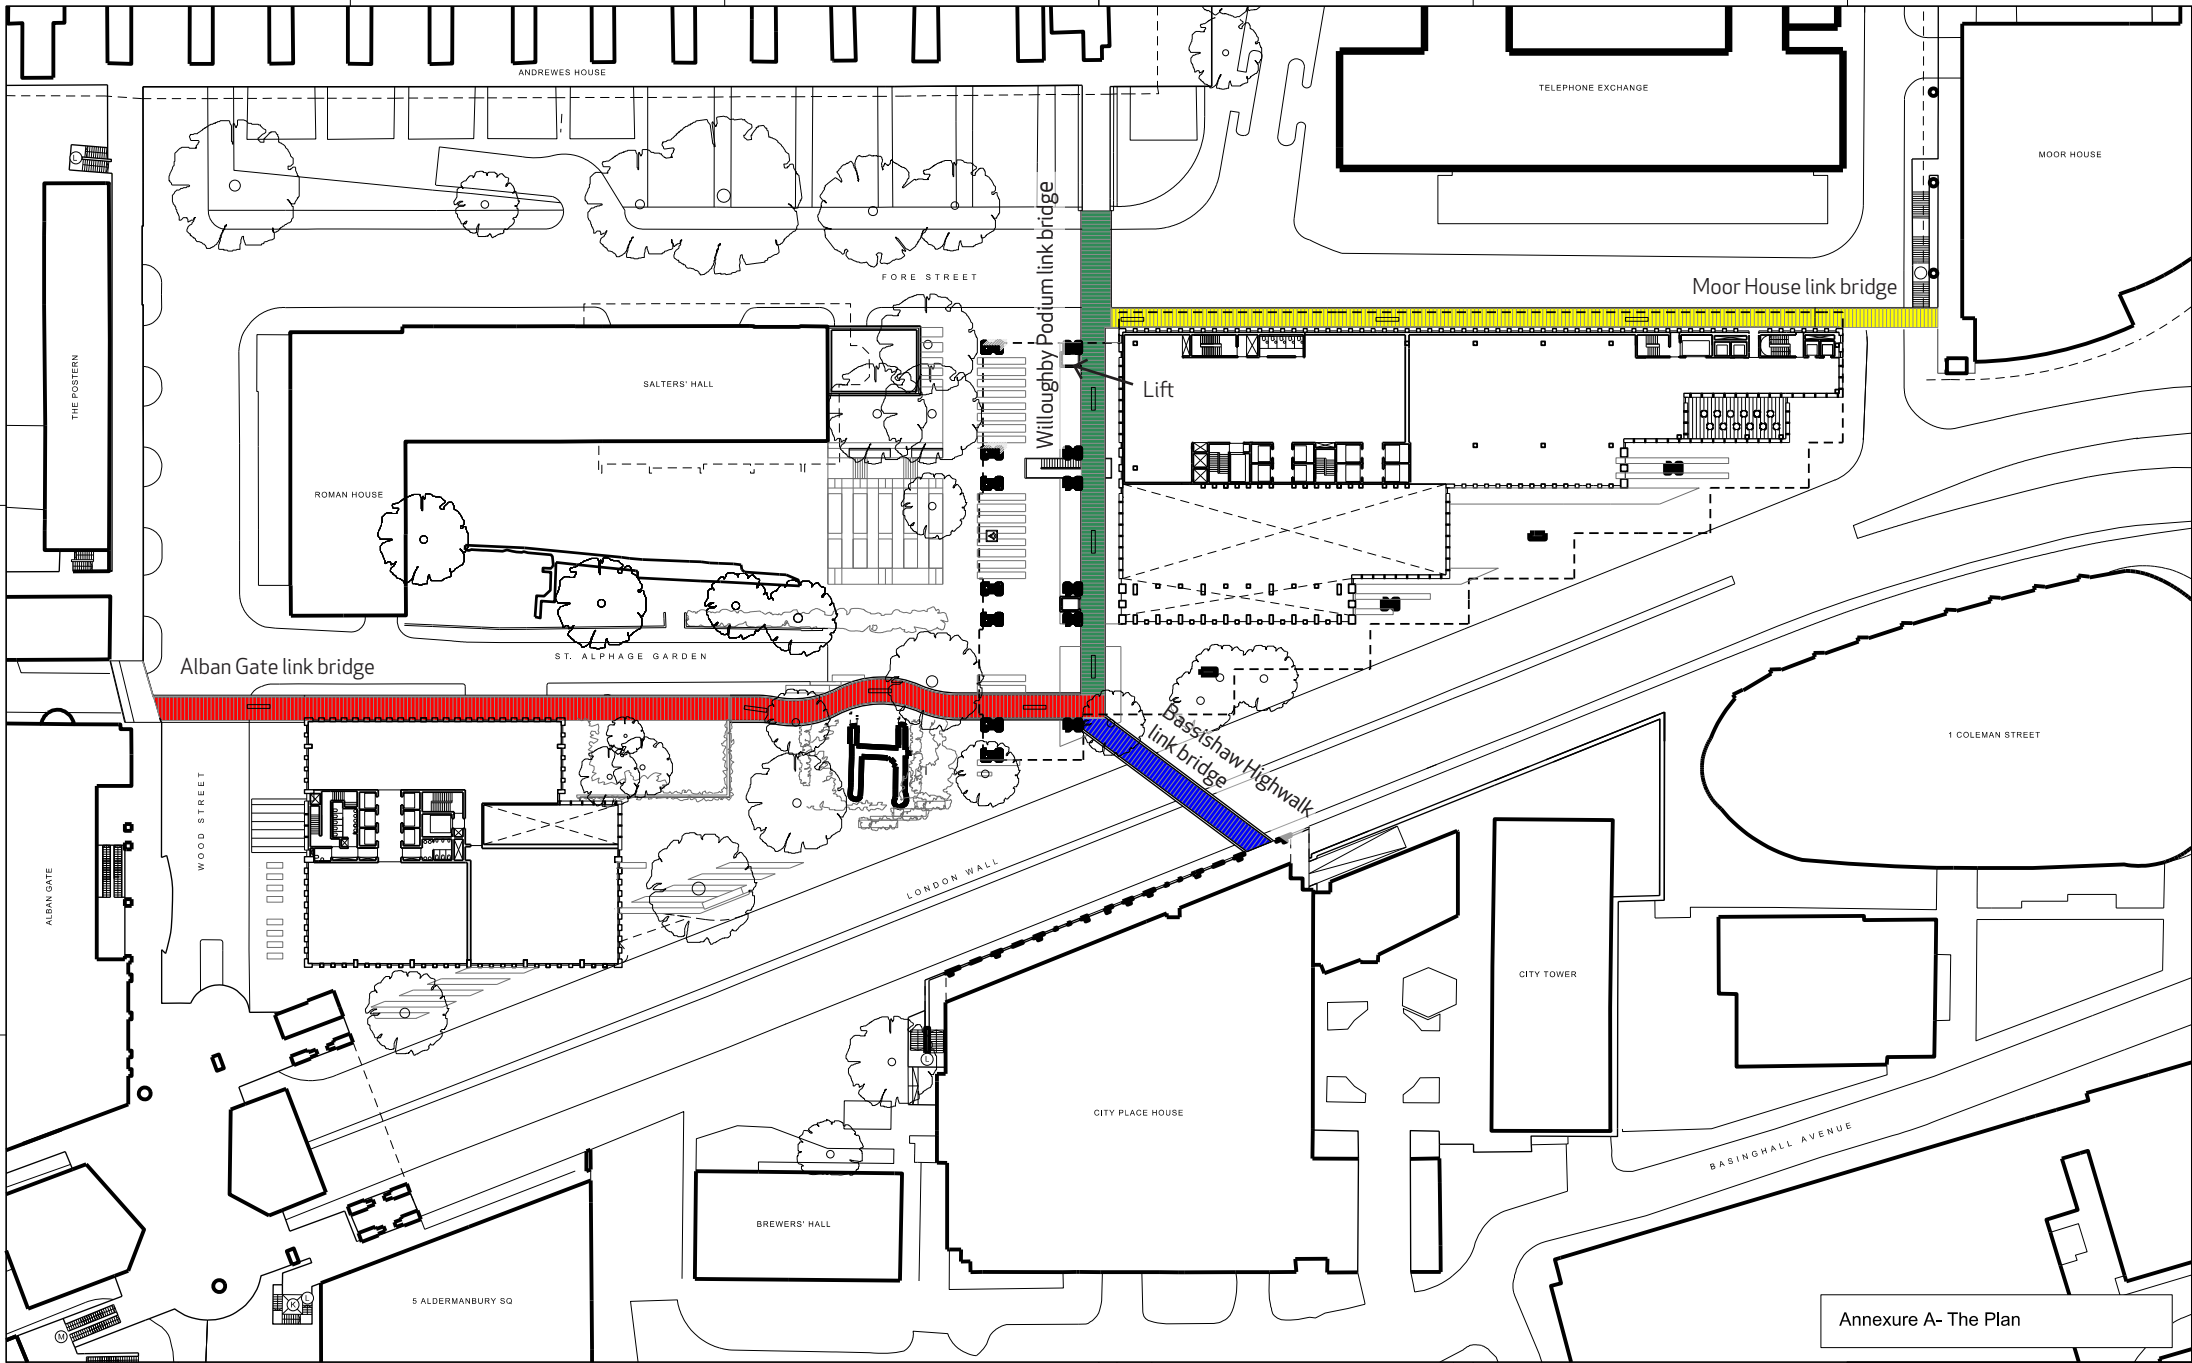 ANDREWES HOUSE
TELEPHONE EXCHANGE
MOOR HOUSE
L
Willoughby Podium link bridge
FORE STREET
Moor House link bridge
THE POSTERN
SALTERS' HALL
Lift
ROMAN HOUSE
ST. ALPHAGE GARDEN
Alban Gate link bridge
Bassishaw Highwalk
link bridge
1 COLEMAN STREET
WOOD STREET
LONDON WALL
ALBAN GATE
CITY TOWER
L
CITY PLACE HOUSE
BASINGHALL AVENUE
BREWERS' HALL
5 ALDERMANBURY SQ
L
K
M
Annexure A- The Plan